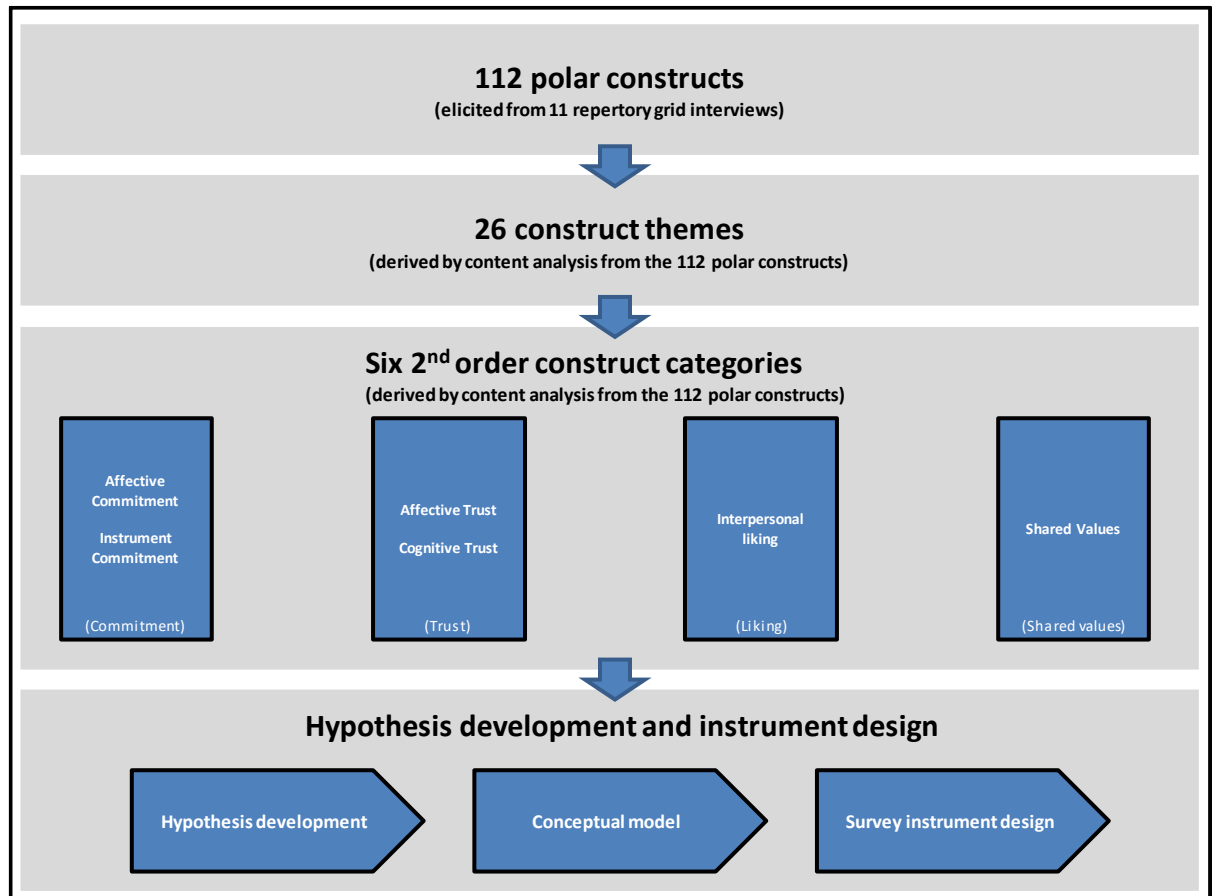 112 polar constructs
(elicited from 11 repertory grid interviews)
26 construct themes
(derived by content analysis from the 112 polar constructs)
Six 2nd order construct categories
(derived by content analysis from the 112 polar constructs)
Affective
Commitment
Instrument
Commitment
(Commitment)
Affective Trust
Cognitive Trust
(Trust)
Interpersonal
liking
(Liking)
Shared Values
(Shared values)
Hypothesis development and instrument design
Hypothesis development
Conceptual model
Survey instrument design